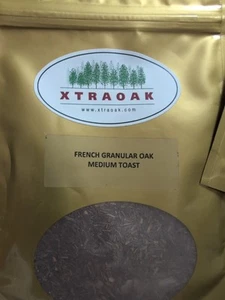 XTRAOAK
www.xtraoak.com
FRENCH GRANULAR OAK
MEDIUM TOAST